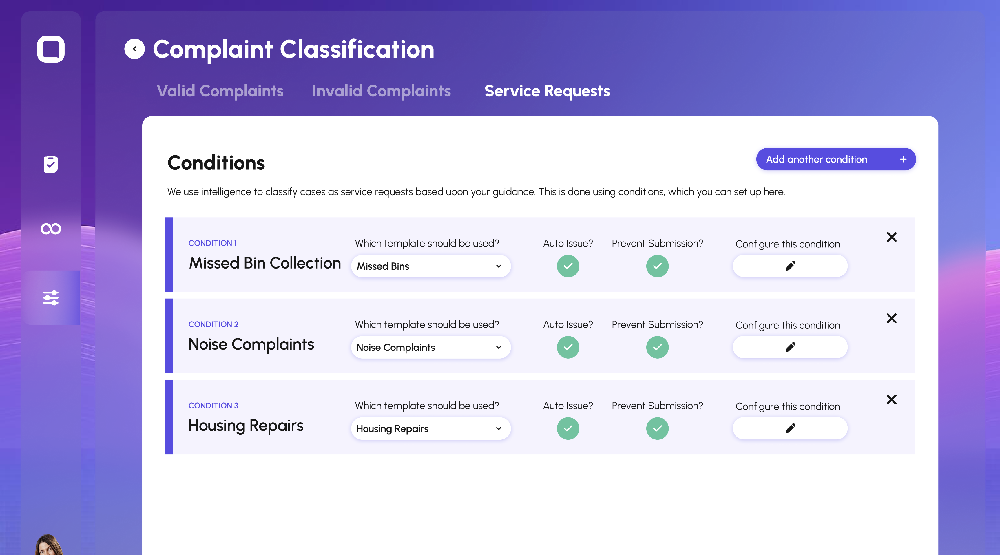 Complaint Classification
Valid Complaints Invalid Complaints Service Requests
Conditions
Add another condition +
We use intelligence to classify cases as service requests based upon your guidance. This is done using conditions, which you can set up here.
CONDITION 1
Missed Bin Collection
Which template should be used?
Missed Bins
Auto Issue?
Prevent Submission?
Configure this condition
CONDITION 2
Noise Complaints
Which template should be used?
Noise Complaints
Auto Issue?
Prevent Submission?
Configure this condition
CONDITION 3
Housing Repairs
Which template should be used?
Housing Repairs
Auto Issue?
Prevent Submission?
Configure this condition